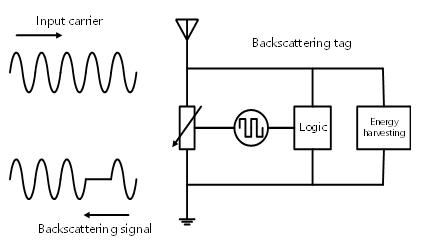 Input carrier
Backscattering tag
Logic
Energy
harvesting
Backscattering signal